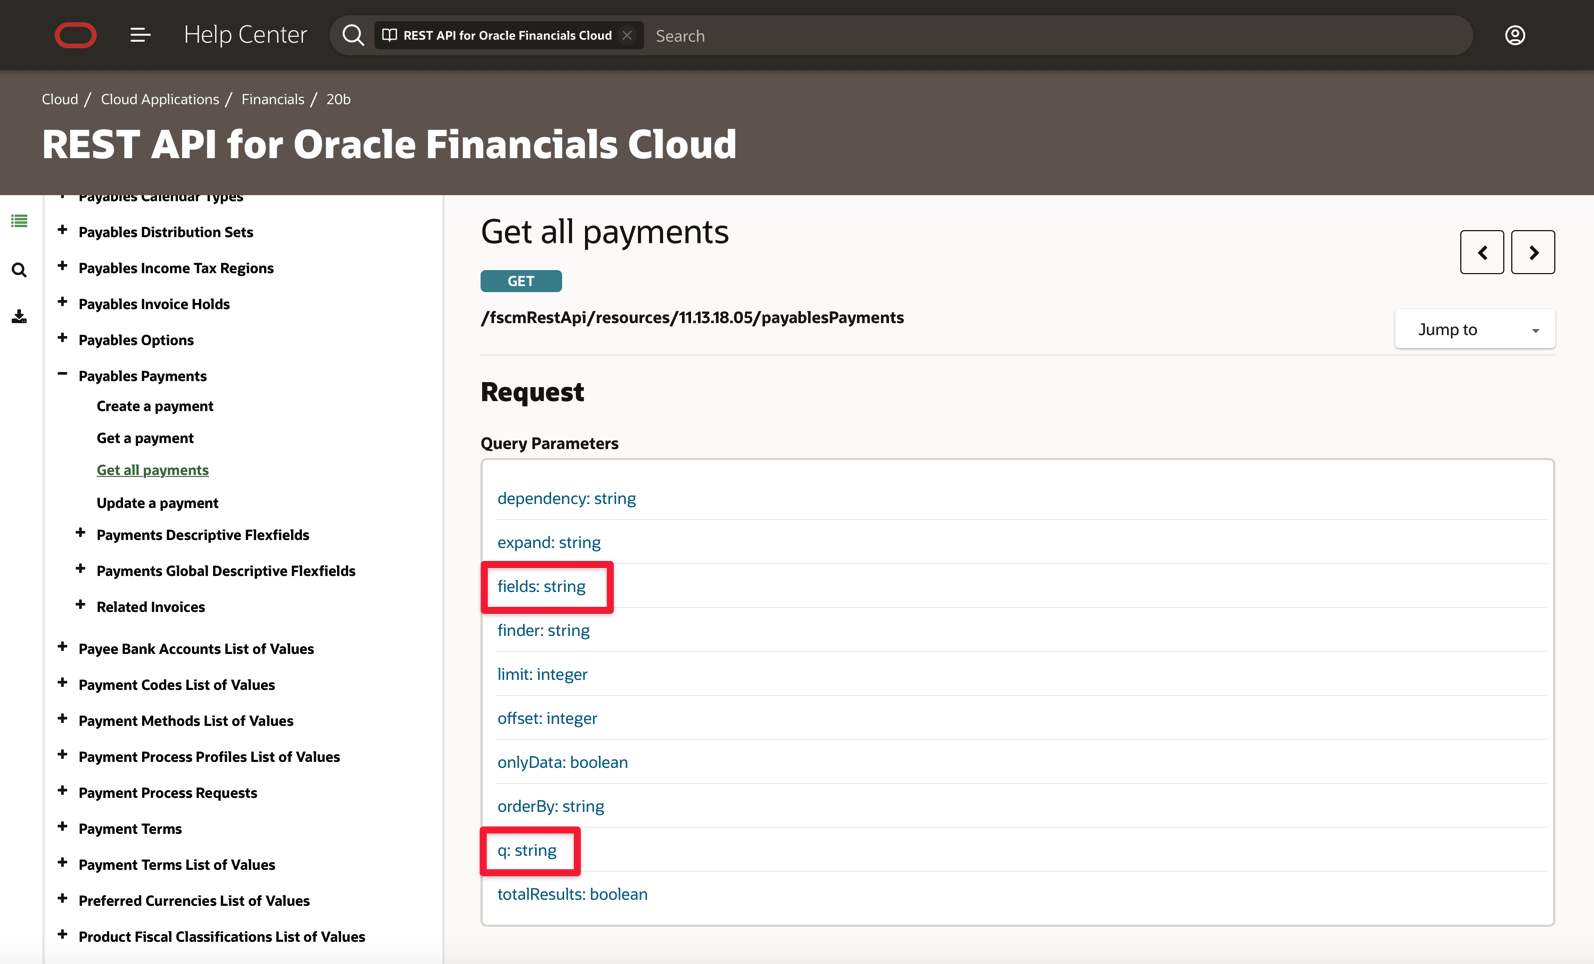 Help Center
REST API for Oracle Financials Cloud
Search
Cloud / Cloud Applications / Financials / 20b
REST API for Oracle Financials Cloud
Payables Calendar Types
Payables Distribution Sets
Payables Income Tax Regions
Payables Invoice Holds
Payables Options
Payables Payments
Create a payment
Get a payment
Get all payments
Update a payment
Payments Descriptive Flexfields
Payments Global Descriptive Flexfields
Related Invoices
Payee Bank Accounts List of Values
Payment Codes List of Values
Payment Methods List of Values
Payment Process Profiles List of Values
Payment Process Requests
Payment Terms
Payment Terms List of Values
Preferred Currencies List of Values
Product Fiscal Classifications List of Values
Get all payments
GET
/fscmRestApi/resources/11.13.18.05/payablesPayments
Jump to
Request
Query Parameters
dependency: string
expand: string
fields: string
finder: string
limit: integer
offset: integer
onlyData: boolean
orderBy: string
q: string
totalResults: boolean